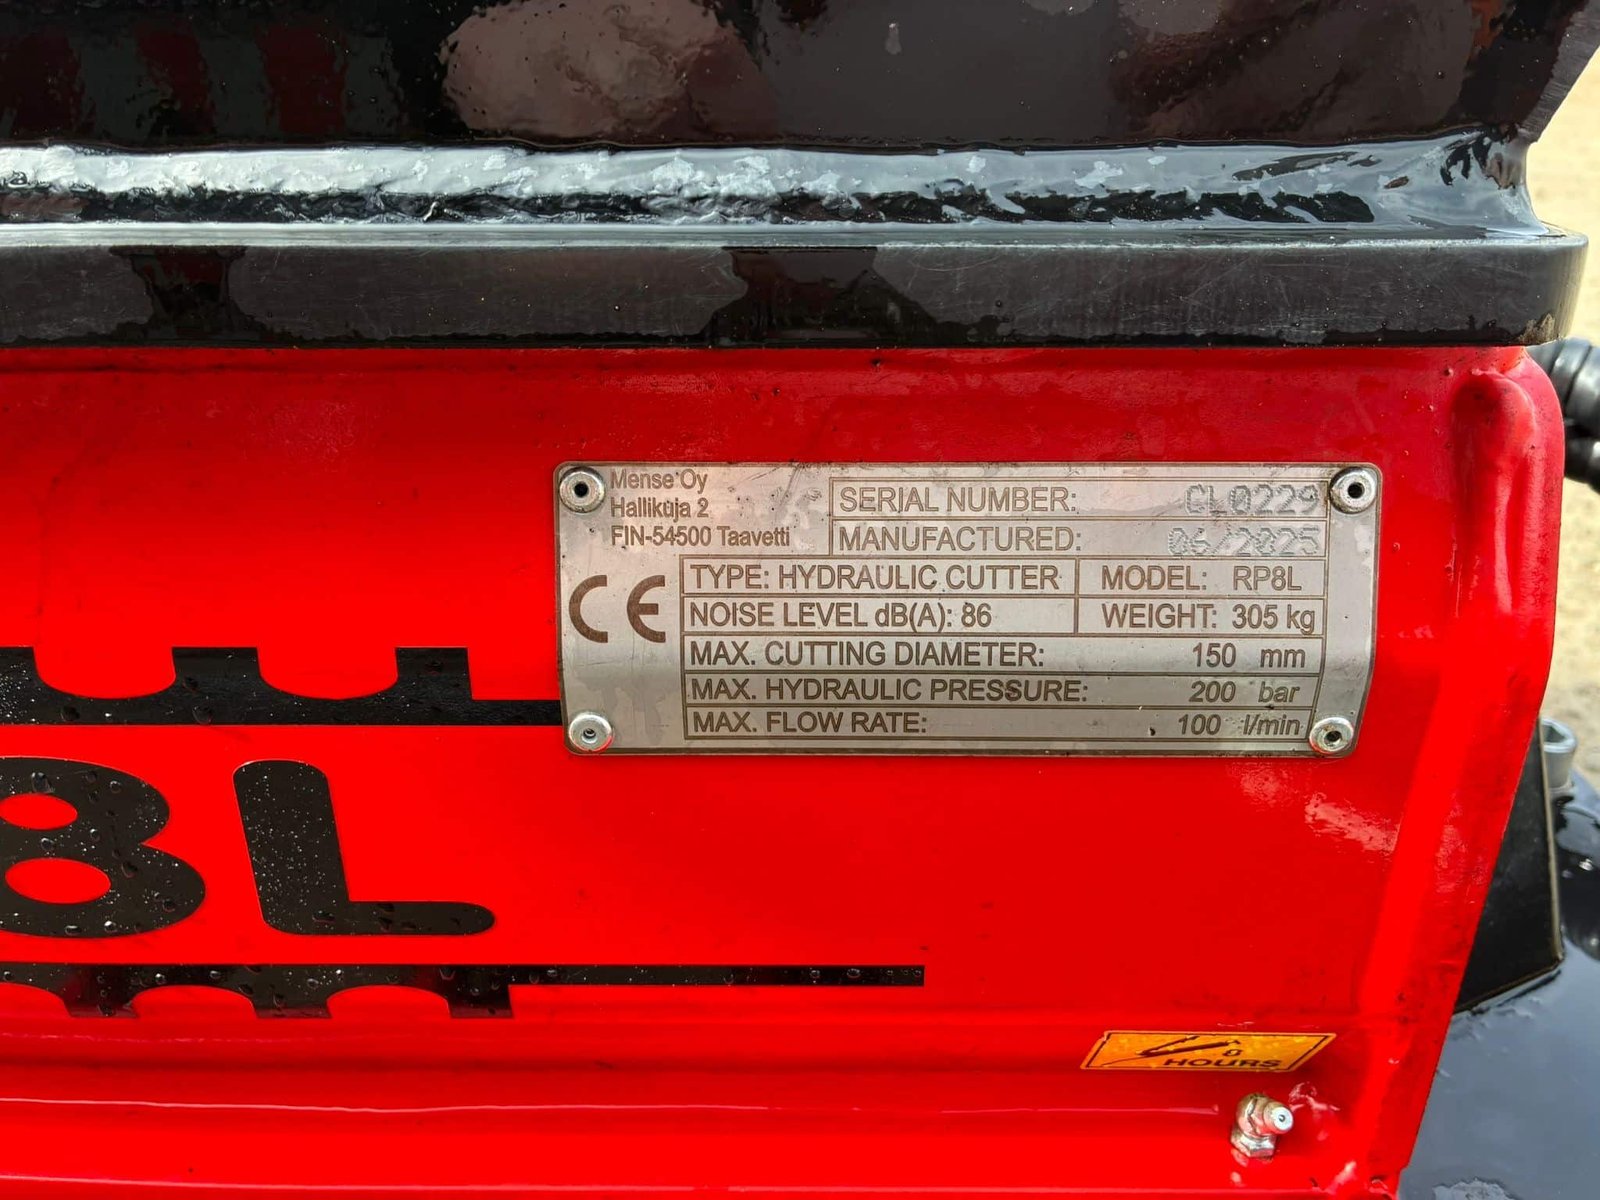 Mense Oy
Hallikuja 2
FIN-54500 Taavetti
SERIAL NUMBER: CL0229
MANUFACTURED: 06/2025
CE
TYPE: HYDRAULIC CUTTER MODEL: RP8L
NOISE LEVEL dB(A): 86 WEIGHT: 305 kg
MAX. CUTTING DIAMETER: 150 mm
MAX. HYDRAULIC PRESSURE: 200 bar
MAX. FLOW RATE: 100 l/min
8L
8 HOURS